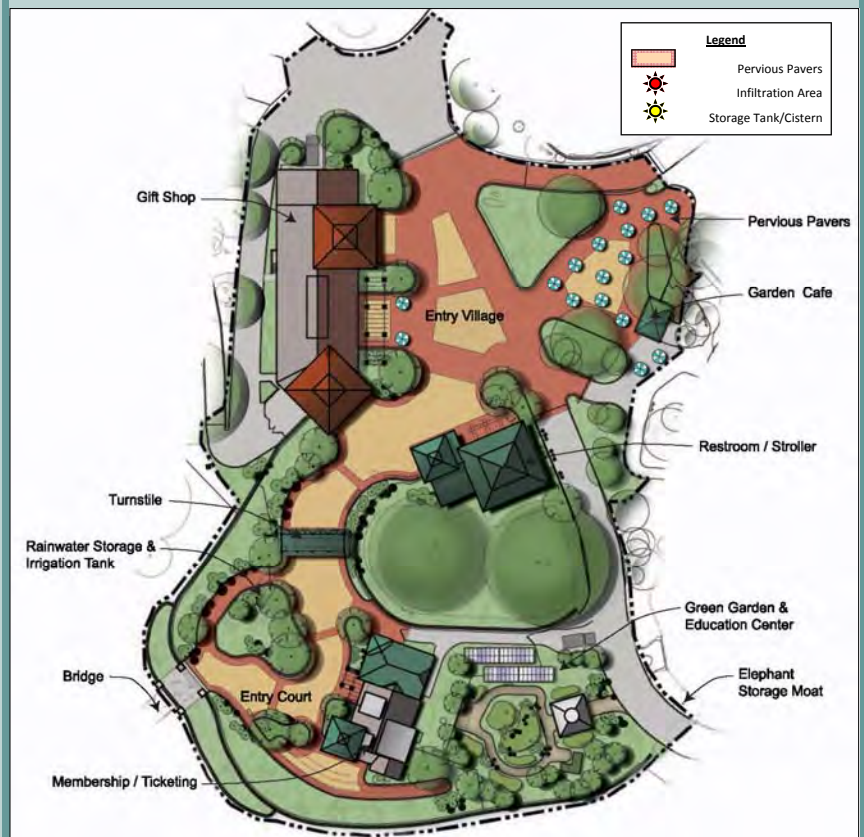 Legend
Pervious Pavers
Infiltration Area
Storage Tank/Cistern
Gift Shop
Pervious Pavers
Garden Cafe
Entry Village
Restroom / Stroller
Turnstile
Rainwater Storage &
Irrigation Tank
Green Garden &
Education Center
Bridge
Entry Court
Elephant
Storage Moat
Membership / Ticketing